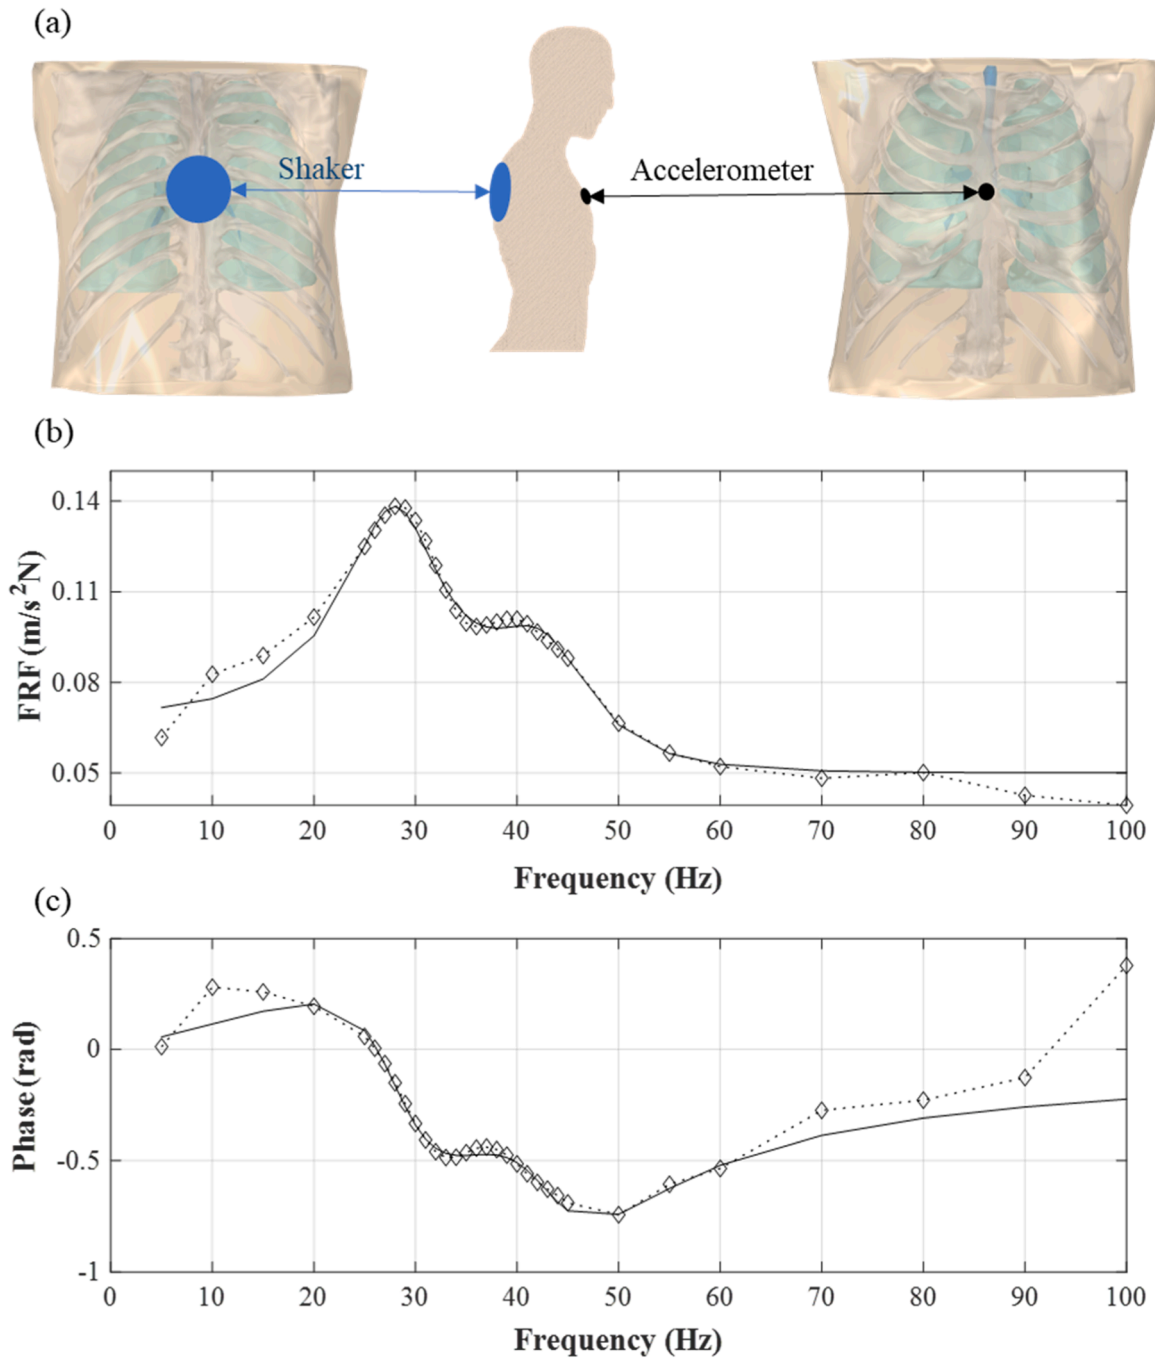 (a)
Shaker
Accelerometer
(b)
FRF (m/s²N)
0.14
0.11
0.08
0.05
0 10 20 30 40 50 60 70 80 90 100
Frequency (Hz)
(c)
Phase (rad)
0.5
0
-0.5
-1
0 10 20 30 40 50 60 70 80 90 100
Frequency (Hz)